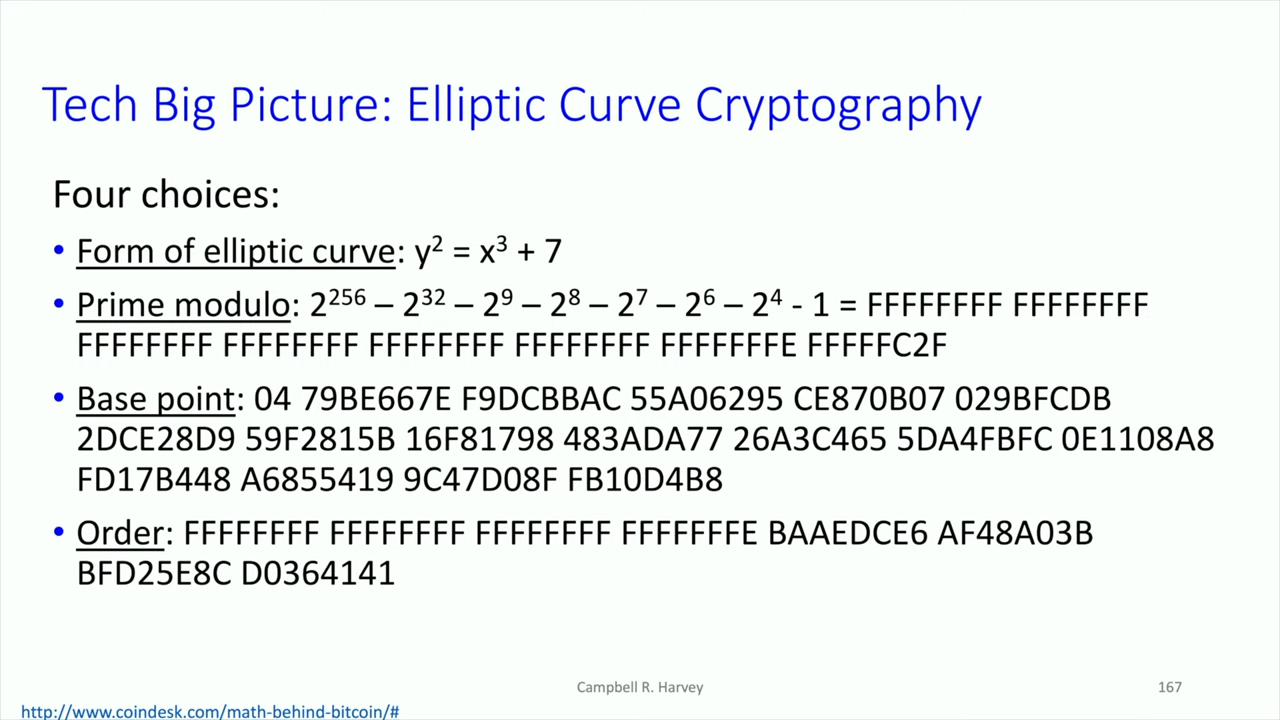 Tech Big Picture: Elliptic Curve Cryptography
Four choices:
• Form of elliptic curve: y² = x³ + 7
• Prime modulo: 2²⁵⁶ – 2³² – 2⁹ – 2⁸ – 2⁷ – 2⁶ – 2⁴ - 1 = FFFFFFFF FFFFFFFF
FFFFFFFF FFFFFFFF FFFFFFFF FFFFFFFF FFFFFFFE FFFFFC2F
• Base point: 04 79BE667E F9DCBBAC 55A06295 CE870B07 029BFCDB
2DCE28D9 59F2815B 16F81798 483ADA77 26A3C465 5DA4FBFC 0E1108A8
FD17B448 A6855419 9C47D08F FB10D4B8
• Order: FFFFFFFF FFFFFFFF FFFFFFFF FFFFFFFE BAAEDCE6 AF48A03B
BFD25E8C D0364141
Campbell R. Harvey
167
http://www.coindesk.com/math-behind-bitcoin/#